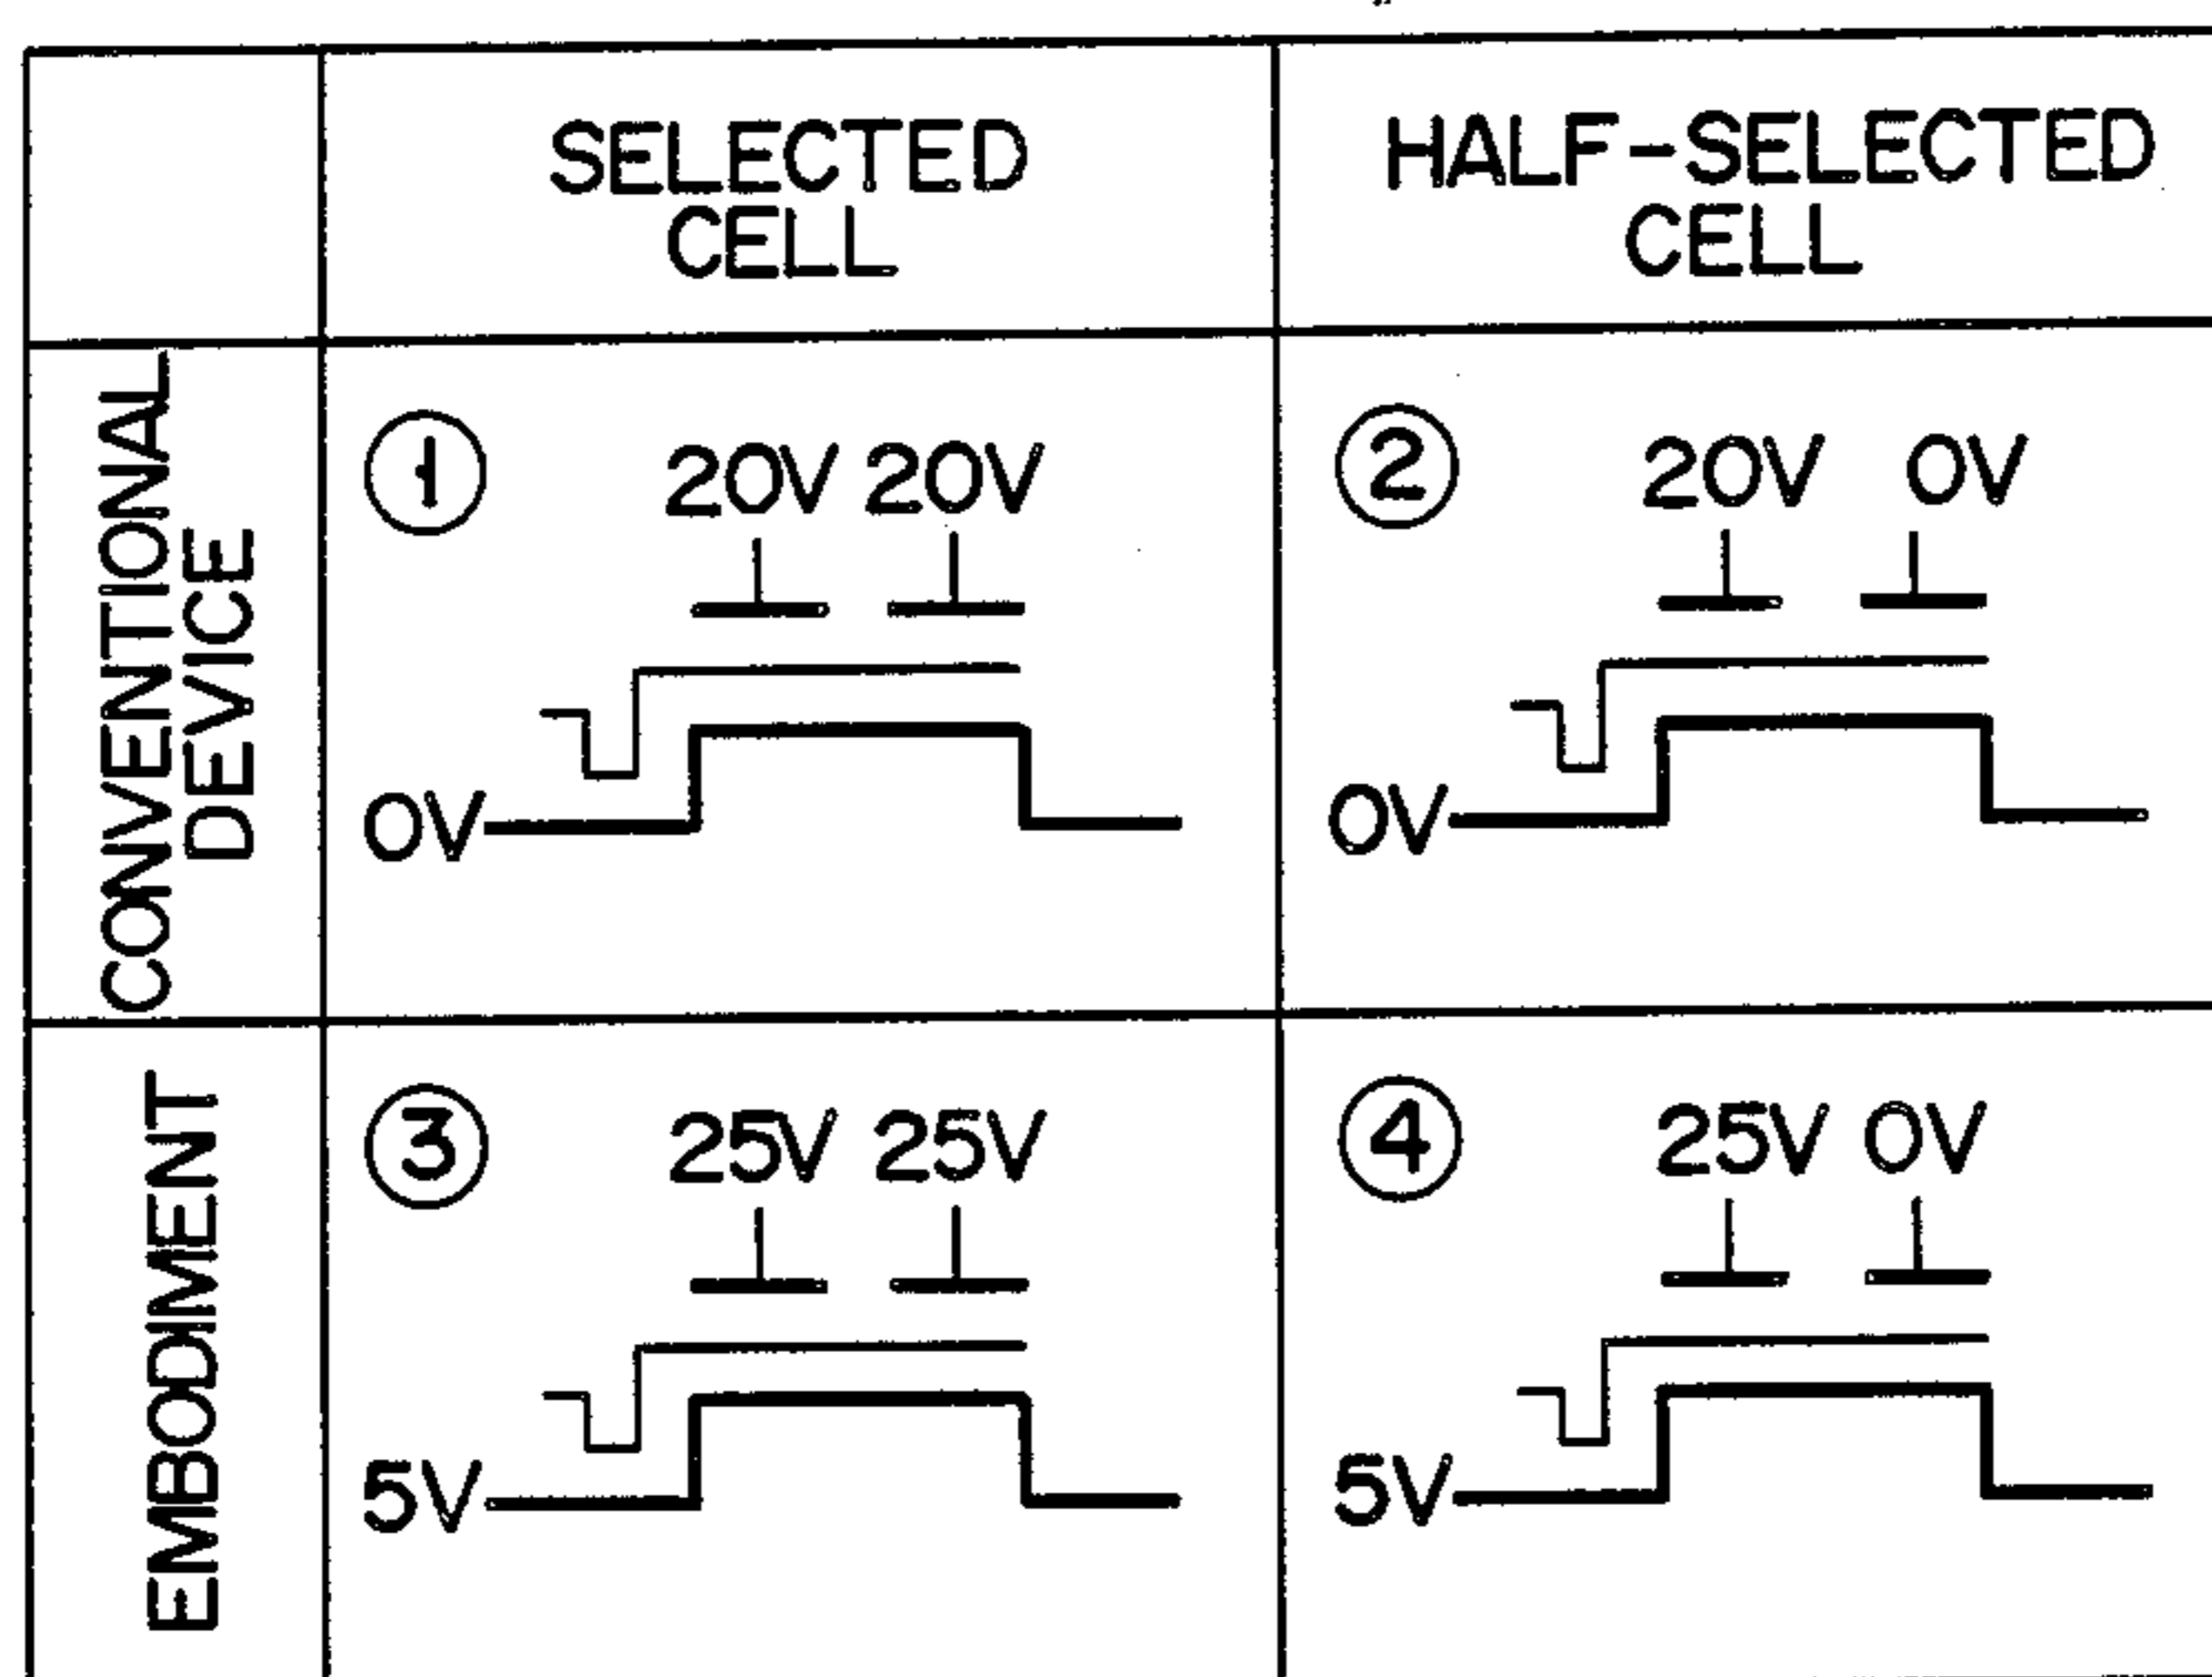 SELECTED
CELL
HALF-SELECTED
CELL
CONVENTIONAL
DEVICE
1
20V 20V
0V
2
20V 0V
0V
EMBODIMENT
3
25V 25V
5V
4
25V 0V
5V